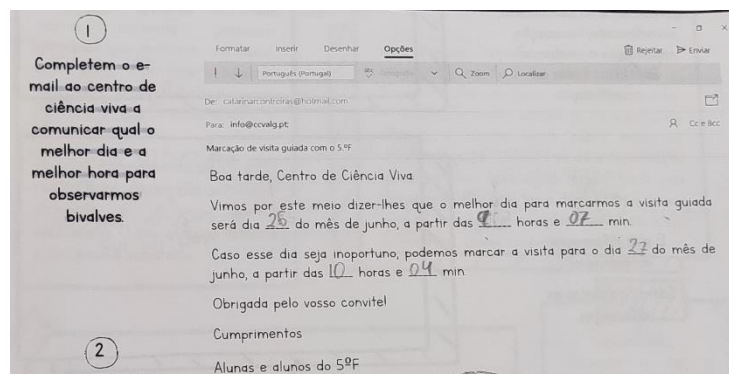 1
Completem o e-
mail ao centro de
ciência viva a
comunicar qual o
melhor dia e a
melhor hora para
observarmos
bivalves.
2
Formatar Inserir Desenhar Opções Rejeitar Enviar
! Português (Portugal) Zoom Localizar
De:
Para: info@ccvalg.pt Cc e Bcc
Marcação de visita guiada com o 5.ºF
Boa tarde, Centro de Ciência Viva
Vimos por este meio dizer-lhes que o melhor dia para marcarmos a visita guiada
será dia 26 do mês de junho, a partir das 9 horas e 07 min.
Caso esse dia seja inoportuno, podemos marcar a visita para o dia 27 do mês de
junho, a partir das 10 horas e 04 min
Obrigada pelo vosso convite!
Cumprimentos
Alunas e alunos do 5ºF